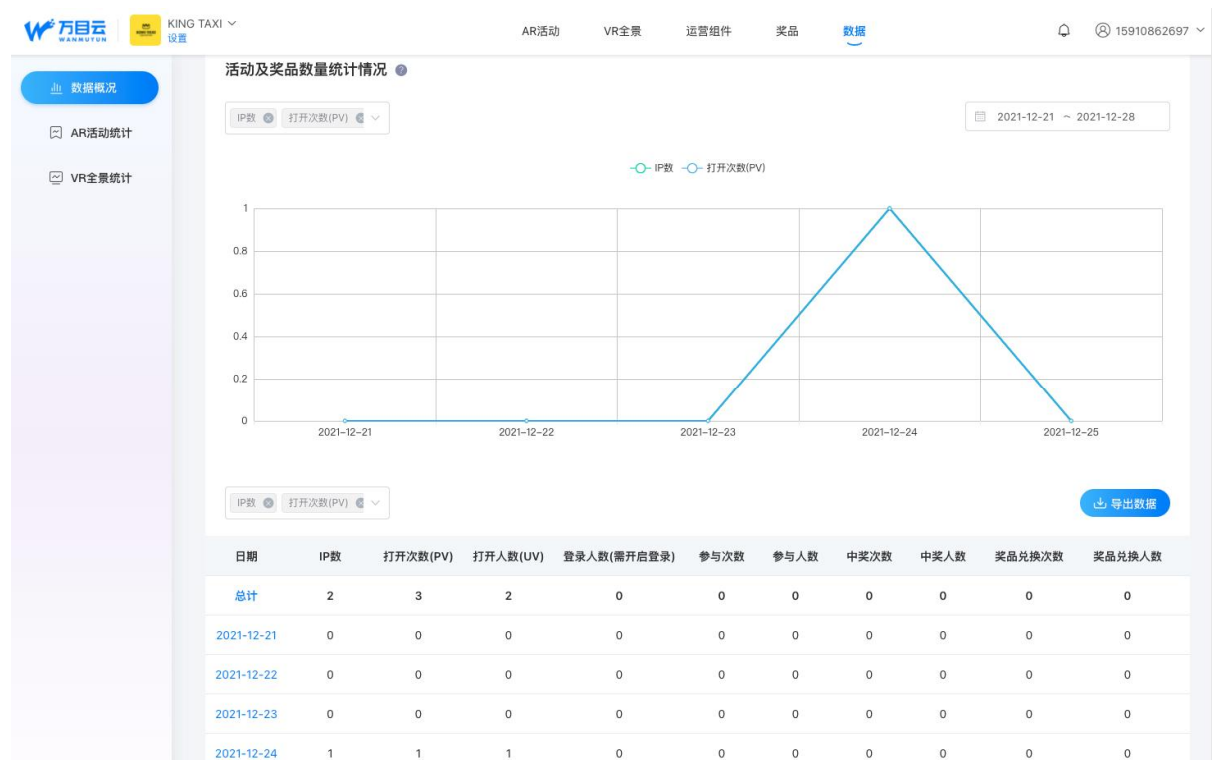 万目云
WANMUYUN
KING TAXI
设置
AR活动 VR全景 运营组件 奖品 数据
15910862697
数据概况
AR活动统计
VR全景统计
活动及奖品数量统计情况
IP数 打开次数(PV)
2021-12-21 ~ 2021-12-28
IP数 打开次数(PV)
1
0.8
0.6
0.4
0.2
0
2021-12-21 2021-12-22 2021-12-23 2021-12-24 2021-12-25
IP数 打开次数(PV)
导出数据
日期 IP数 打开次数(PV) 打开人数(UV) 登录人数(需开启登录) 参与次数 参与人数 中奖次数 中奖人数 奖品兑换次数 奖品兑换人数
总计 2 3 2 0 0 0 0 0 0 0
2021-12-21 0 0 0 0 0 0 0 0 0 0
2021-12-22 0 0 0 0 0 0 0 0 0 0
2021-12-23 0 0 0 0 0 0 0 0 0 0
2021-12-24 1 1 1 0 0 0 0 0 0 0